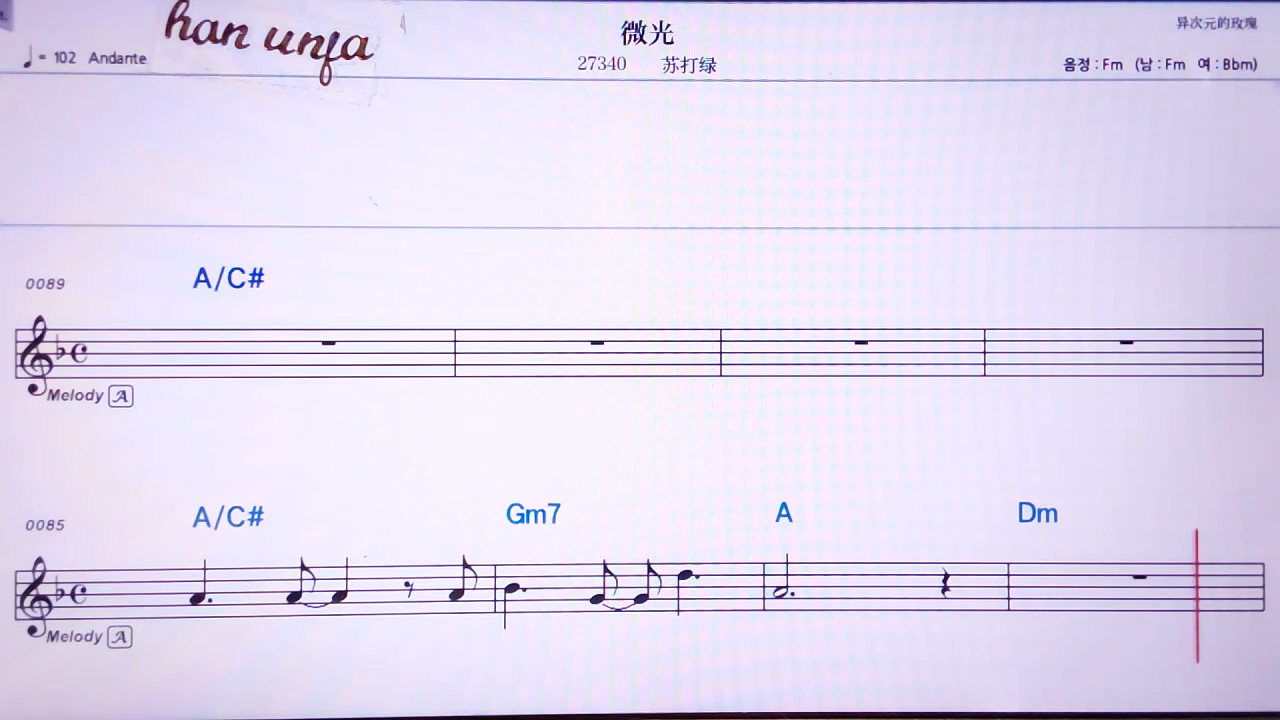 han unfa
微光
异次元的玫瑰
♩ = 102 Andante
27340 苏打绿
음정 : Fm (남 : Fm 여 : Bbm)
0089 A/C#
Melody A
0085 A/C# Gm7 A Dm
Melody A